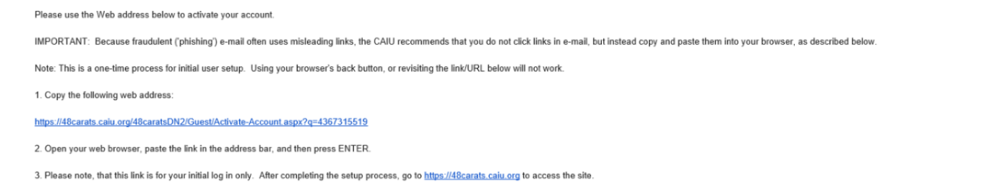 Please use the Web address below to activate your account.
IMPORTANT:  Because fraudulent ('phishing') e-mail often uses misleading links, the CAIU recommends that you do not click links in e-mail, but instead copy and paste them into your browser, as described below.
Note: This is a one-time process for initial user setup.  Using your browser's back button, or revisiting the link/URL below will not work.
1. Copy the following web address:
https://48carats.caiu.org/48caratsDN2/Guest/Activate-Account.aspx?q=4367315519
2. Open your web browser, paste the link in the address bar, and then press ENTER.
3. Please note, that this link is for your initial log in only.  After completing the setup process, go to https://48carats.caiu.org to access the site.